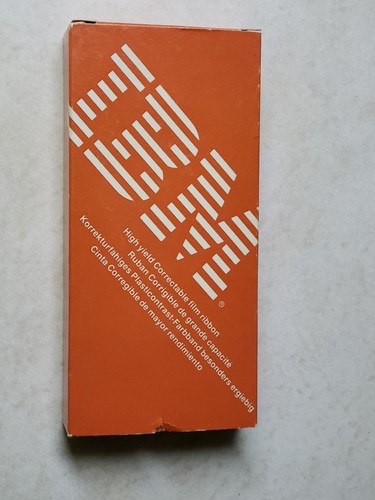 IBM®
High yield Correctable film ribbon
Ruban Corrigible de grande capacité
Korrekturfähiges Plasticontrast-Farbband besonders ergiebig
Cinta Corregible de mayor rendimiento